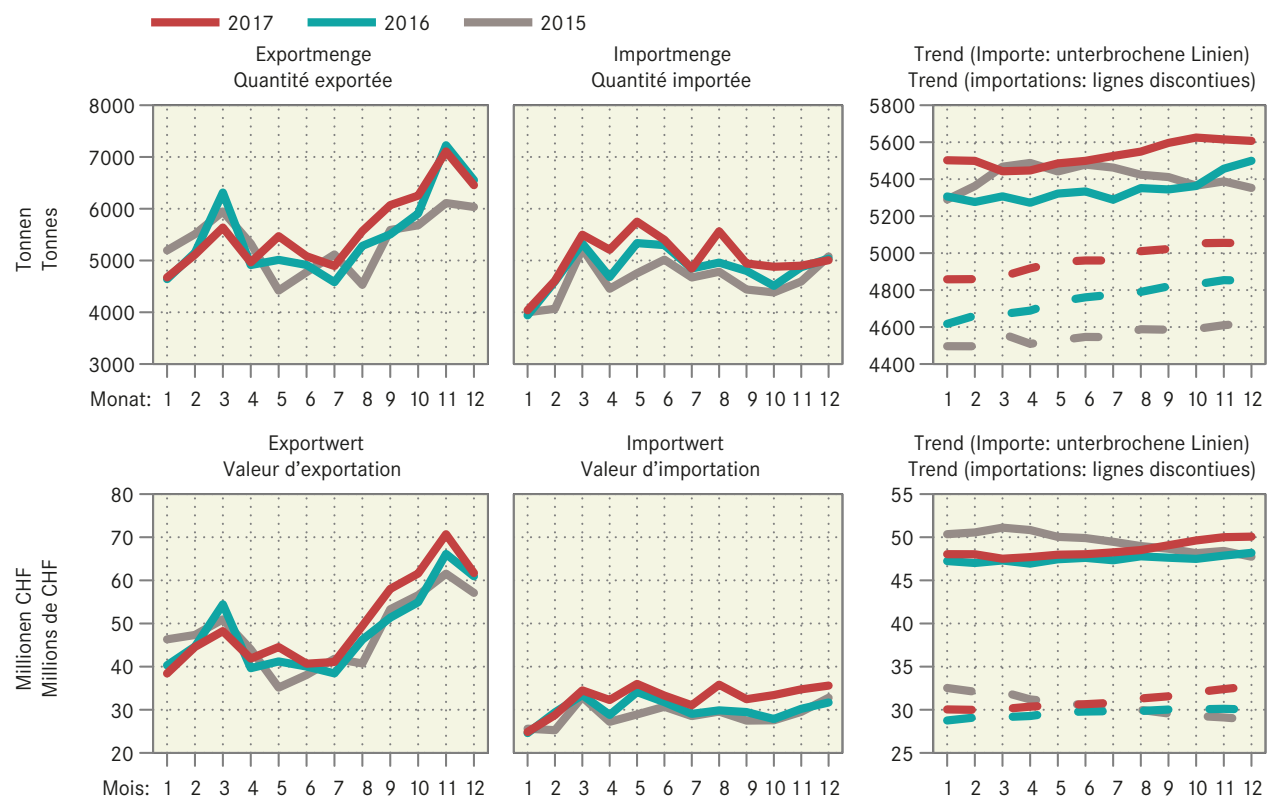 2017 2016 2015
Exportmenge
Quantité exportée
Importmenge
Quantité importée
Trend (Importe: unterbrochene Linien)
Trend (importations: lignes discontiues)
Tonnen
Tonnes
8000
7000
6000
5000
4000
3000
5800
5600
5400
5200
5000
4800
4600
4400
Monat: 1 2 3 4 5 6 7 8 9 10 11 12
1 2 3 4 5 6 7 8 9 10 11 12
1 2 3 4 5 6 7 8 9 10 11 12
Exportwert
Valeur d'exportation
Importwert
Valeur d'importation
Trend (Importe: unterbrochene Linien)
Trend (importations: lignes discontiues)
Millionen CHF
Millions de CHF
80
70
60
50
40
30
20
55
50
45
40
35
30
25
Mois: 1 2 3 4 5 6 7 8 9 10 11 12
1 2 3 4 5 6 7 8 9 10 11 12
1 2 3 4 5 6 7 8 9 10 11 12